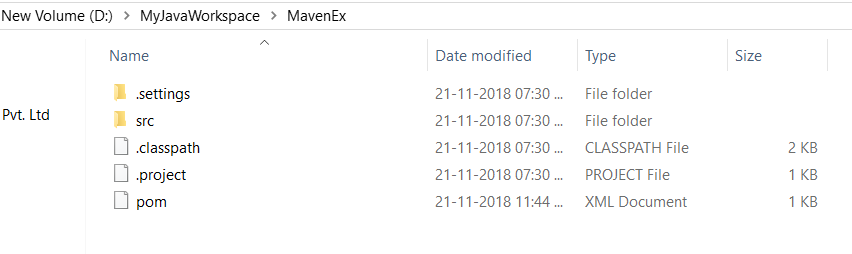 New Volume (D:) > MyJavaWorkspace > MavenEx
Name Date modified Type Size
.settings 21-11-2018 07:30 ... File folder
Pvt. Ltd
src 21-11-2018 07:30 ... File folder
.classpath 21-11-2018 07:30 ... CLASSPATH File 2 KB
.project 21-11-2018 07:30 ... PROJECT File 1 KB
pom 21-11-2018 11:44 ... XML Document 1 KB